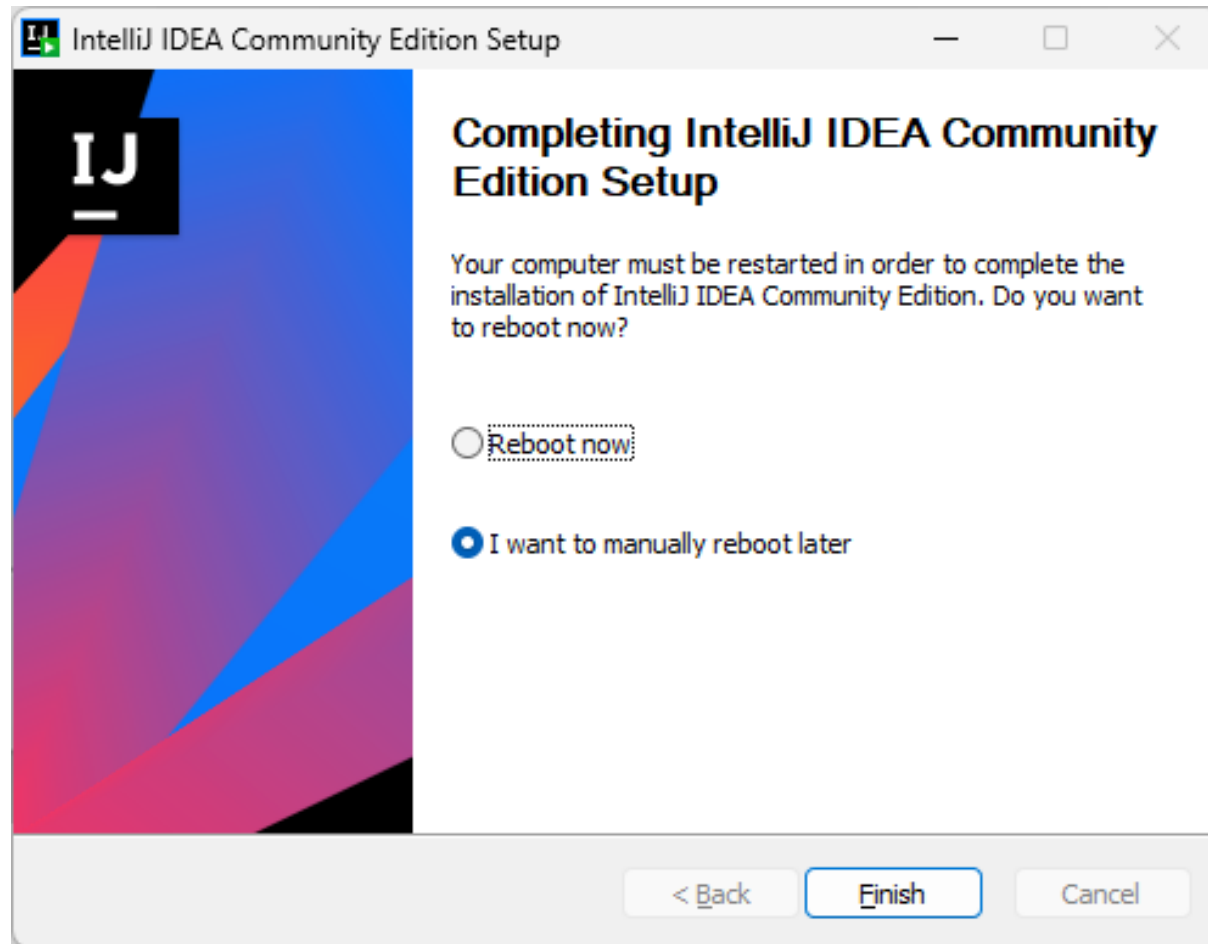 IntelliJ IDEA Community Edition Setup
IJ
Completing IntelliJ IDEA Community
Edition Setup
Your computer must be restarted in order to complete the
installation of IntelliJ IDEA Community Edition. Do you want
to reboot now?
Reboot now
I want to manually reboot later
< Back
Finish
Cancel